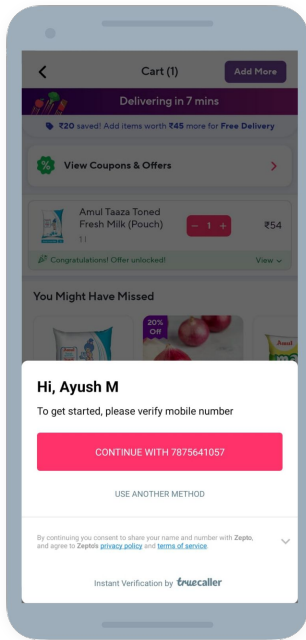 Cart (1)
Add More
Delivering in 7 mins
₹20 saved! Add items worth ₹45 more for Free Delivery
View Coupons & Offers
Amul Taaza Toned
Fresh Milk (Pouch)
1 l
- 1 +
₹54
Congratulations! Offer unlocked!
View
You Might Have Missed
20%
Off
Amul
Hi, Ayush M
To get started, please verify mobile number
CONTINUE WITH 7875641057
USE ANOTHER METHOD
By continuing you consent to share your name and number with Zepto,
and agree to Zepto's privacy policy and terms of service
Instant Verification by truecaller